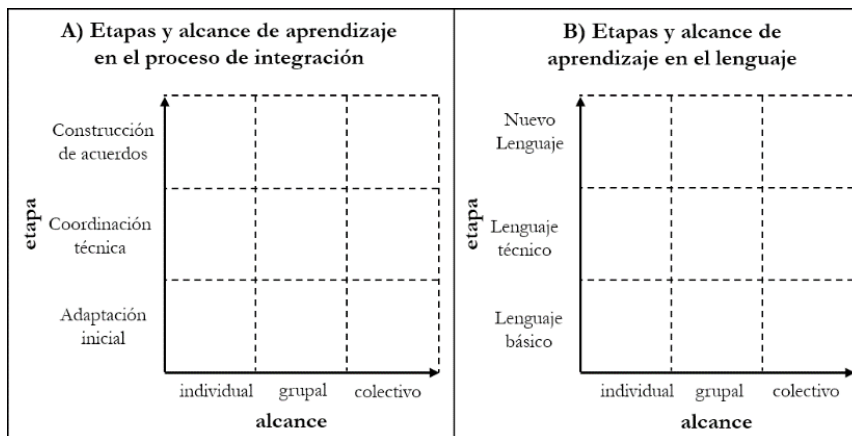 A) Etapas y alcance de aprendizaje
en el proceso de integración
Construcción
de acuerdos
Coordinación
técnica
Adaptación
inicial
etapa
individual grupal colectivo
alcance
B) Etapas y alcance de
aprendizaje en el lenguaje
Nuevo
Lenguaje
Lenguaje
técnico
Lenguaje
básico
etapa
individual grupal colectivo
alcance